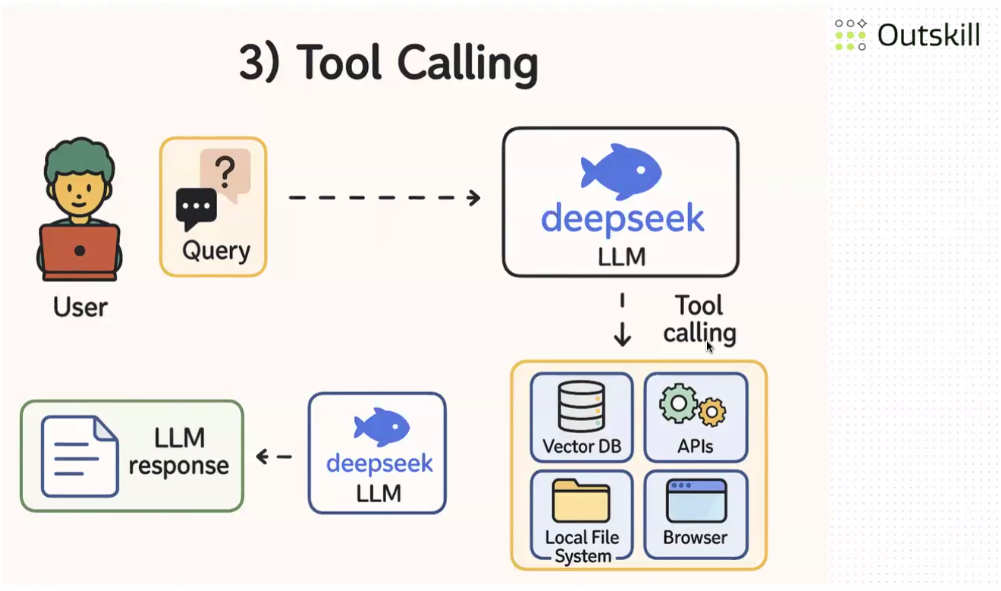 Outskill
3) Tool Calling
?
Query
User
deepseek
LLM
Tool
calling
Vector DB
APIs
Local File
System
Browser
deepseek
LLM
LLM
response